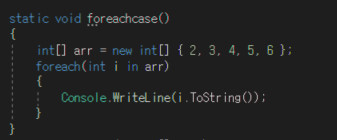 static void foreachcase()
{
    int[] arr = new int[] { 2, 3, 4, 5, 6 };
    foreach(int i in arr)
    {
        Console.WriteLine(i.ToString());
    }
}